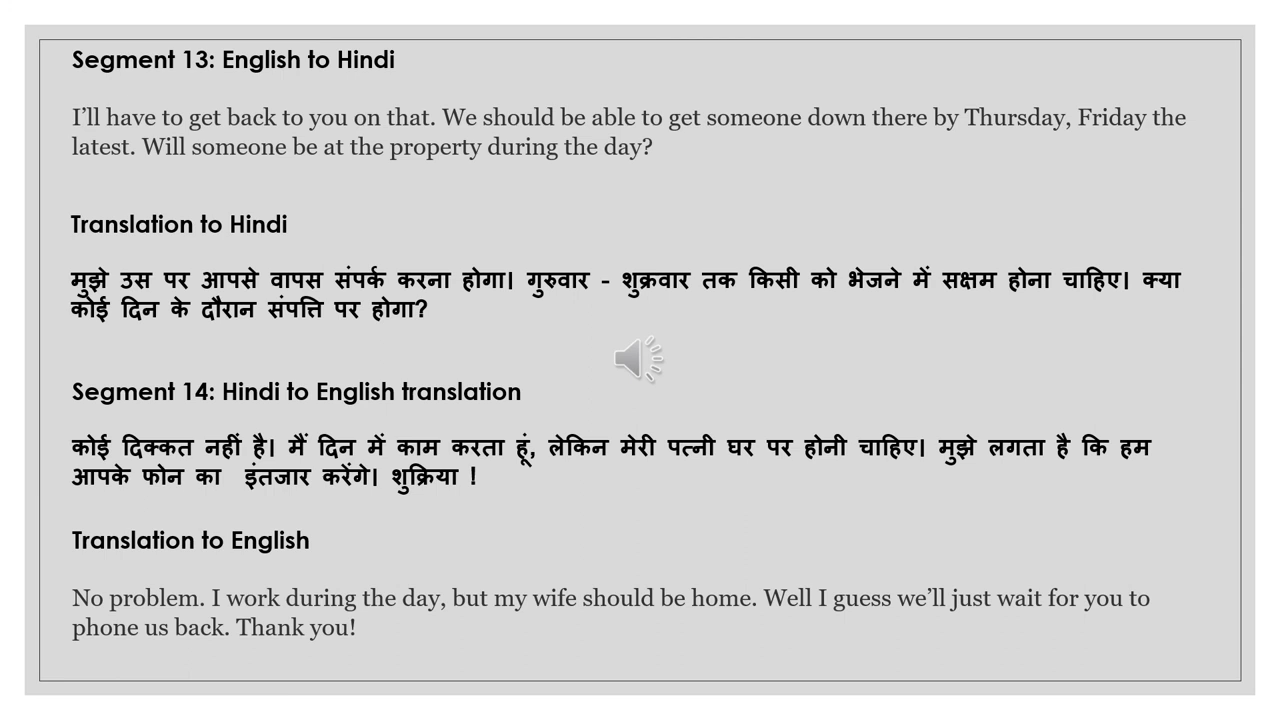 Segment 13: English to Hindi
I’ll have to get back to you on that. We should be able to get someone down there by Thursday, Friday the
latest. Will someone be at the property during the day?
Translation to Hindi
मुझे उस पर आपसे वापस संपर्क करना होगा। गुरुवार - शुक्रवार तक किसी को भेजने में सक्षम होना चाहिए। क्या
कोई दिन के दौरान संपत्ति पर होगा?
Segment 14: Hindi to English translation
कोई दिक्कत नहीं है। मैं दिन में काम करता हूं, लेकिन मेरी पत्नी घर पर होनी चाहिए। मुझे लगता है कि हम
आपके फोन का इंतजार करेंगे। शुक्रिया !
Translation to English
No problem. I work during the day, but my wife should be home. Well I guess we’ll just wait for you to
phone us back. Thank you!